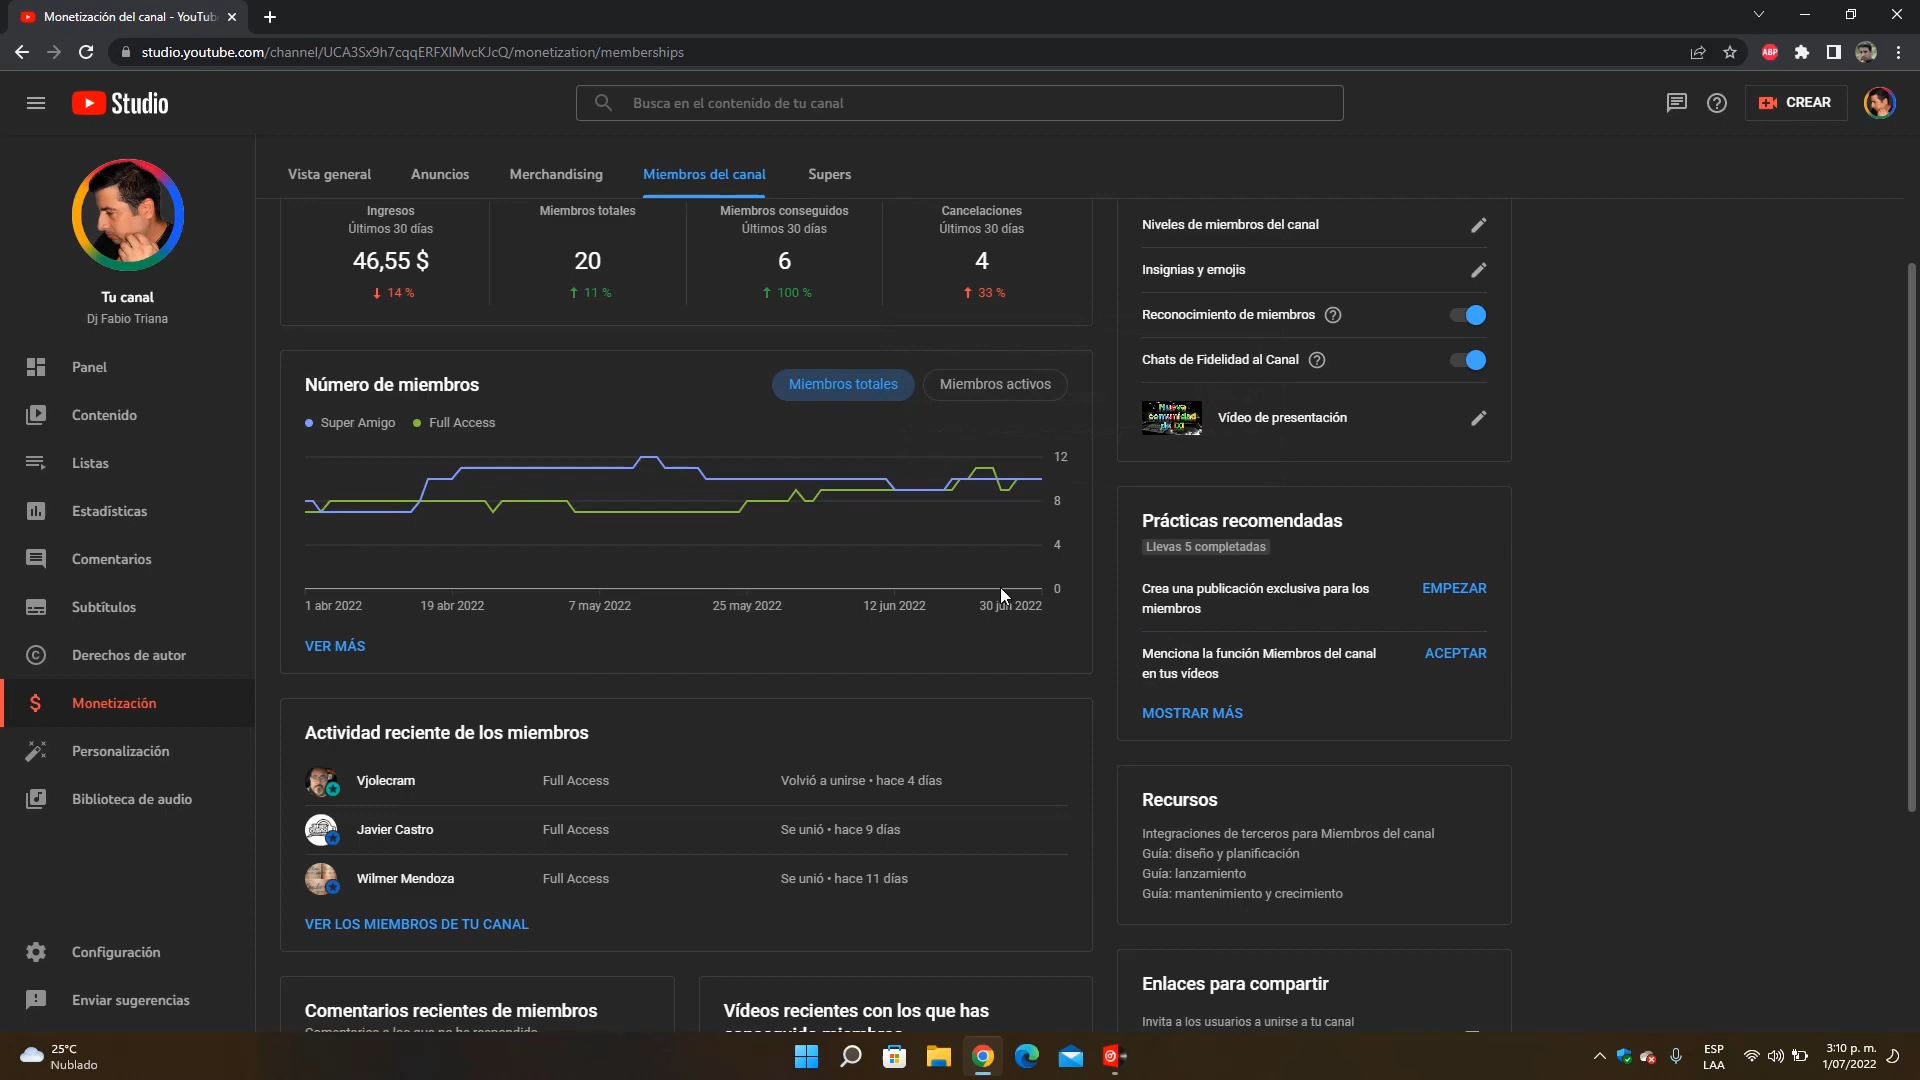 Monetización del canal - YouTub
studio.youtube.com/channel/UCA3Sx9h7cqqERFXIMvcKJcQ/monetization/memberships
ABP
Studio
Busca en el contenido de tu canal
CREAR
Tu canal
Dj Fabio Triana
Panel
Contenido
Listas
Estadísticas
Comentarios
Subtítulos
Derechos de autor
Monetización
Personalización
Biblioteca de audio
Configuración
Enviar sugerencias
Vista general
Anuncios
Merchandising
Miembros del canal
Supers
Ingresos
Últimos 30 días
46,55 $
14 %
Miembros totales
20
11 %
Miembros conseguidos
Últimos 30 días
6
100 %
Cancelaciones
Últimos 30 días
4
33 %
Número de miembros
Miembros totales
Miembros activos
Super Amigo
Full Access
12
8
4
0
1 abr 2022
19 abr 2022
7 may 2022
25 may 2022
12 jun 2022
30 jun 2022
VER MÁS
Actividad reciente de los miembros
Vjolecram Full Access Volvió a unirse • hace 4 días
Javier Castro Full Access Se unió • hace 9 días
Wilmer Mendoza Full Access Se unió • hace 11 días
VER LOS MIEMBROS DE TU CANAL
Comentarios recientes de miembros
Vídeos recientes con los que has
Niveles de miembros del canal
Insignias y emojis
Reconocimiento de miembros
Chats de Fidelidad al Canal
Nueva
comunidad
Vídeo de presentación
Prácticas recomendadas
Llevas 5 completadas
Crea una publicación exclusiva para los
miembros
EMPEZAR
Menciona la función Miembros del canal
en tus vídeos
ACEPTAR
MOSTRAR MÁS
Recursos
Integraciones de terceros para Miembros del canal
Guía: diseño y planificación
Guía: lanzamiento
Guía: mantenimiento y crecimiento
Enlaces para compartir
Invita a los usuarios a unirse a tu canal
25°C
Nublado
ESP
LAA
3:10 p. m.
1/07/2022